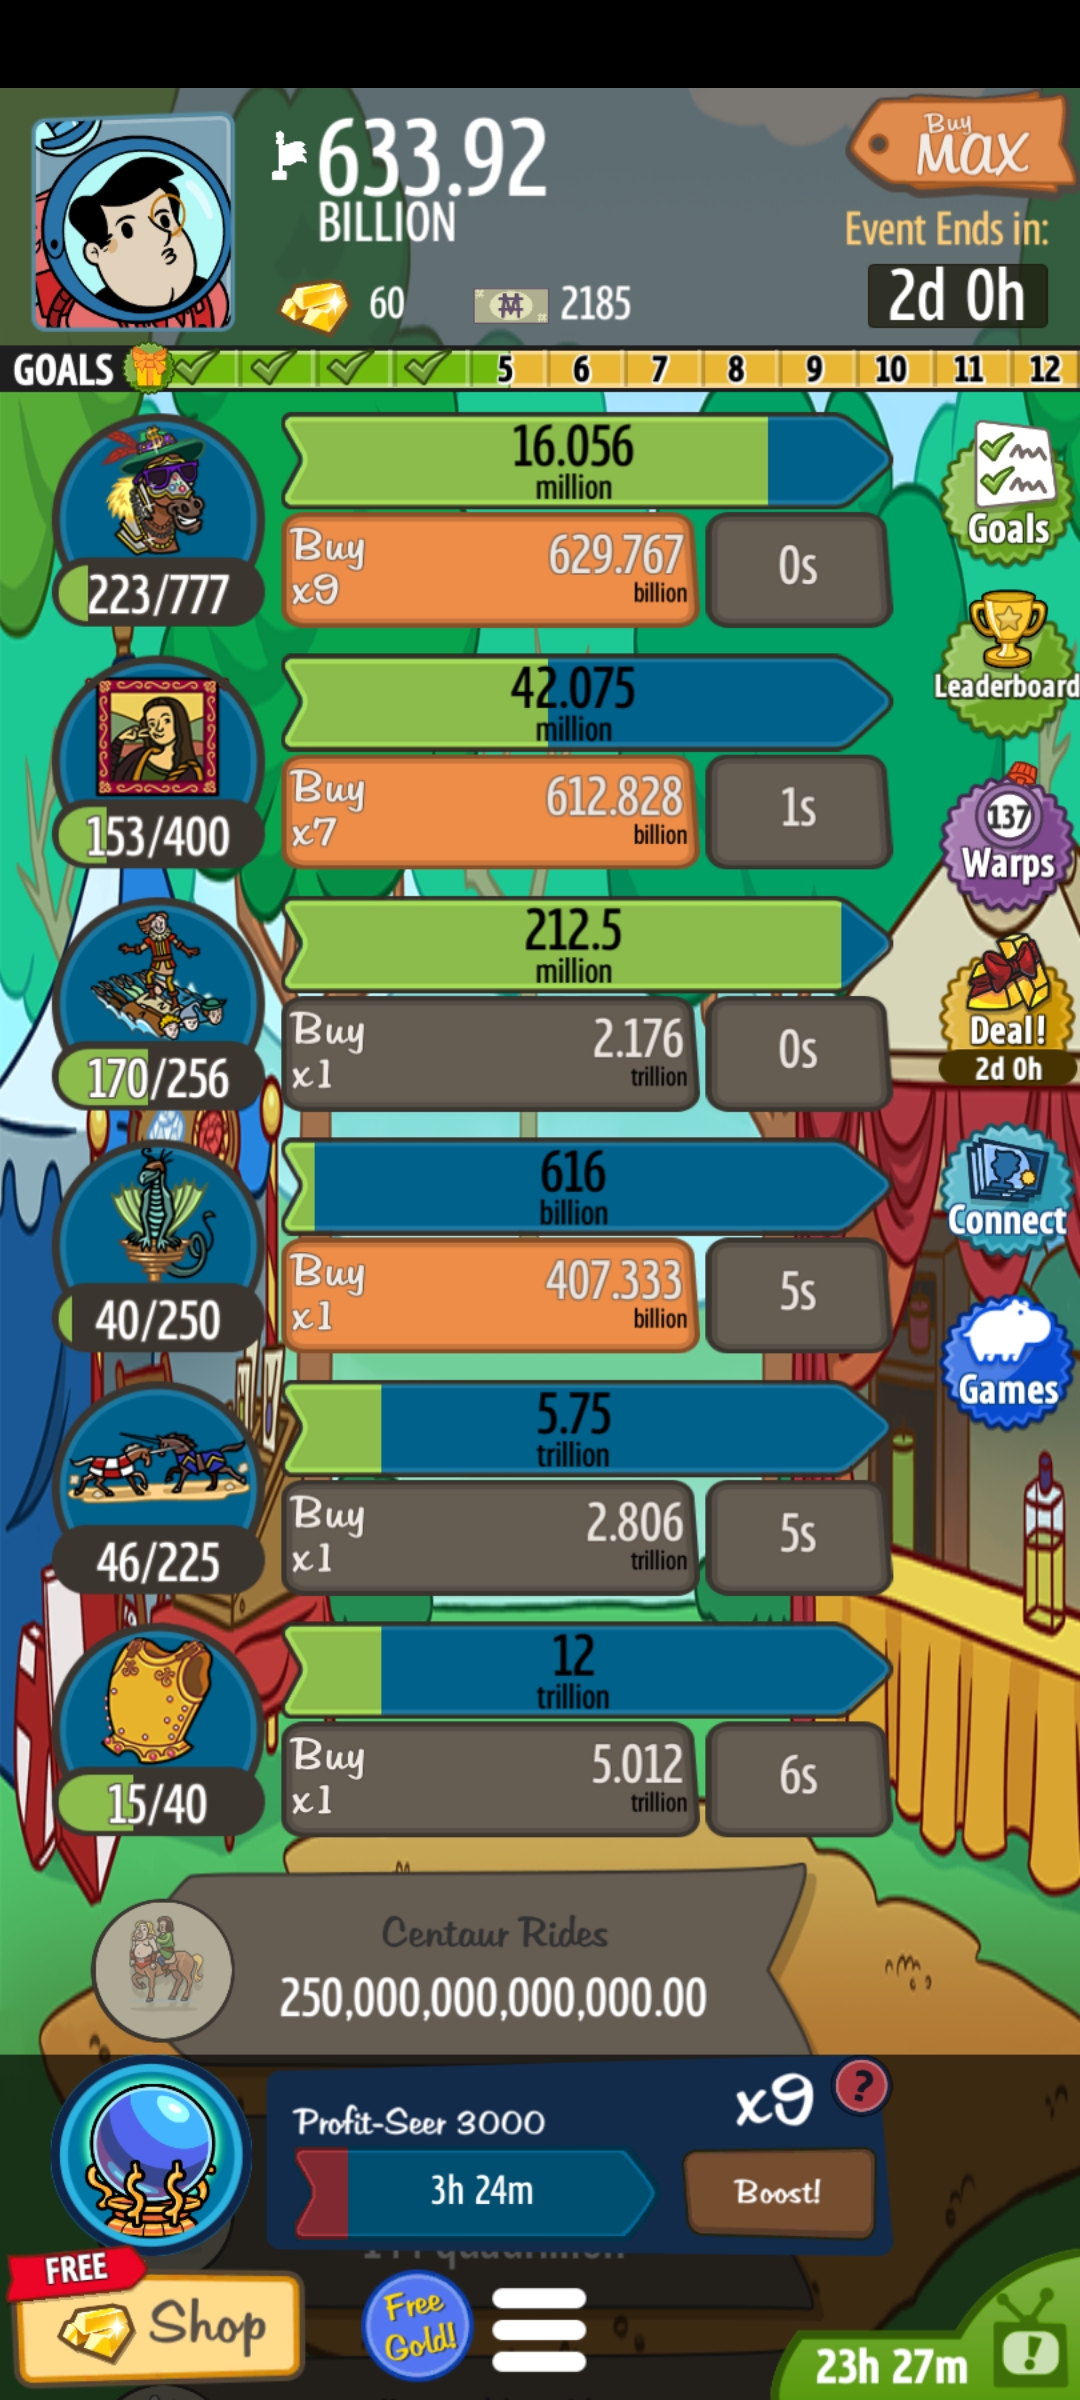 633.92
BILLION
Buy
MAX
Event Ends in:
2d 0h
60
2185
GOALS 5 6 7 8 9 10 11 12
16.056
million
Buy
x9
629.767
billion
0s
223/777
Goals
42.075
million
Leaderboard
Buy
x7
612.828
billion
1s
153/400
137
Warps
212.5
million
Buy
x1
2.176
trillion
0s
170/256
Deal!
2d 0h
616
billion
Buy
x1
407.333
billion
5s
40/250
Connect
5.75
trillion
Games
Buy
x1
2.806
trillion
5s
46/225
12
trillion
Buy
x1
5.012
trillion
6s
15/40
Centaur Rides
250,000,000,000,000.00
Profit-Seer 3000
x9
?
3h 24m
Boost!
FREE
Shop
Free
Gold!
23h 27m
!